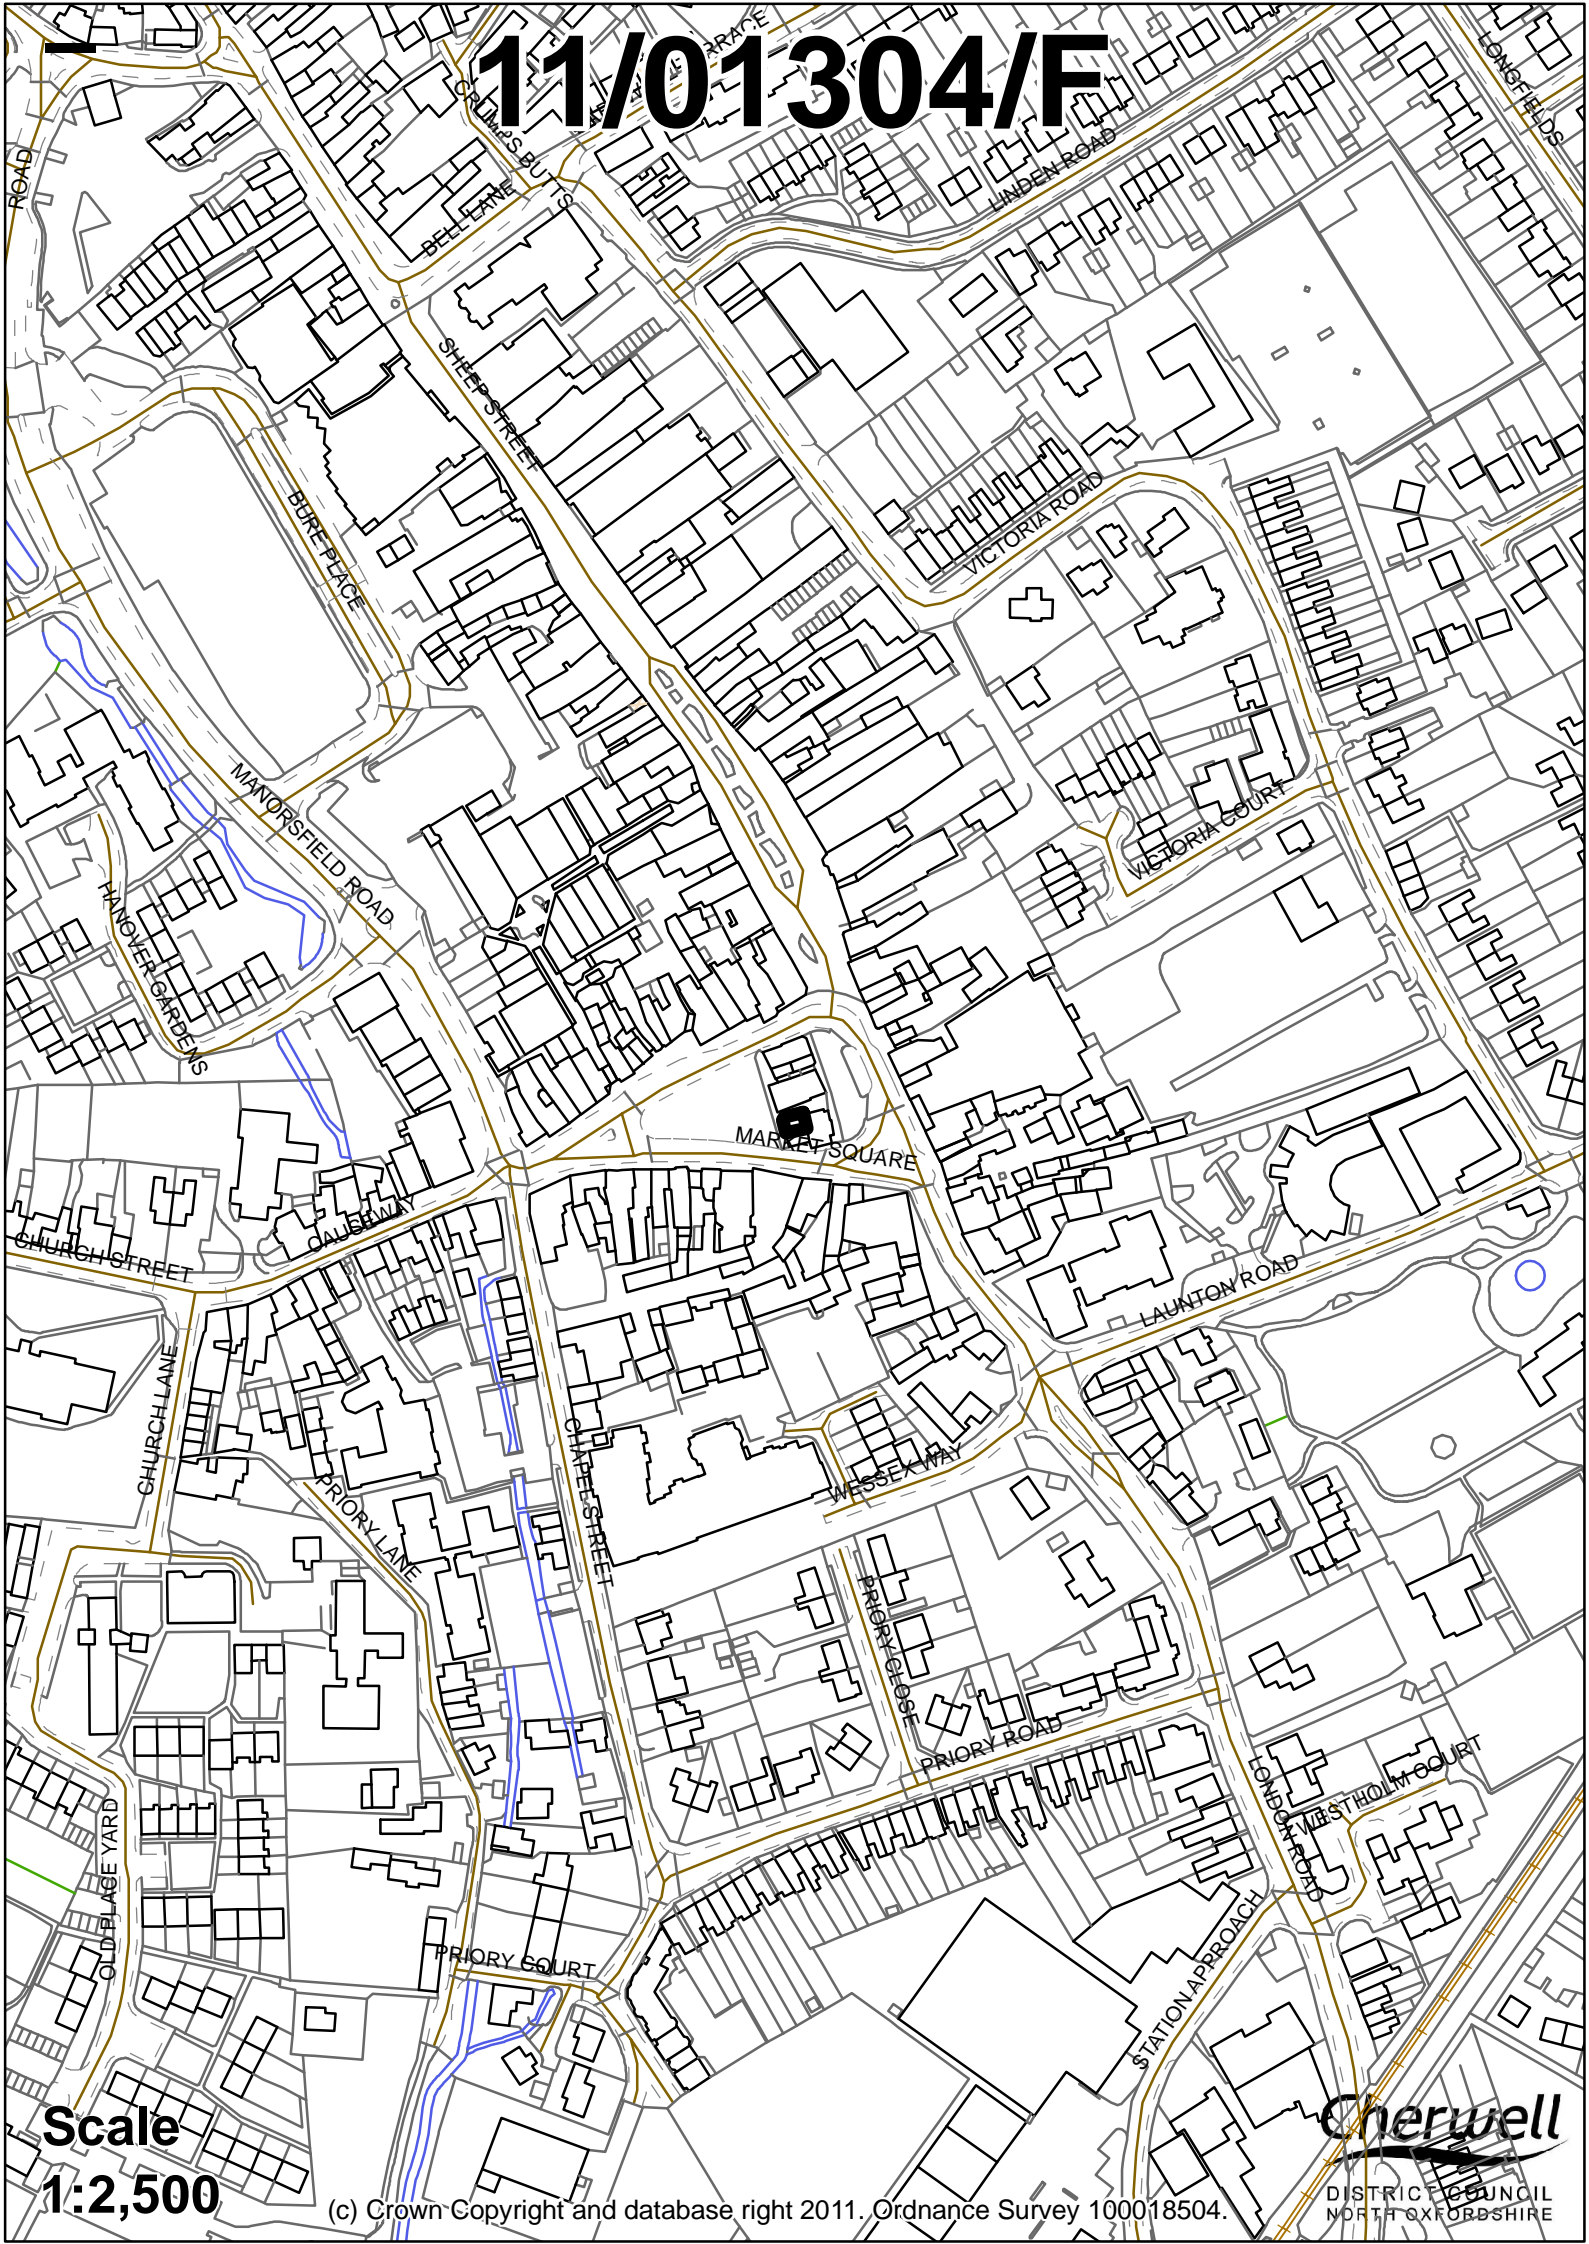 11/01304/F
RRACE
LONGFIELDS
CRUMPS BUTTS
ROAD
LINDEN ROAD
BELL LANE
SHEEP STREET
VICTORIA ROAD
BURE PLACE
MANORSFIELD ROAD
VICTORIA COURT
HANOVER GARDENS
MARKET SQUARE
CAUSEWAY
CHURCH STREET
LAUNTON ROAD
CHURCH LANE
CHAPEL STREET
WESSEX WAY
PRIORY LANE
PRIORY CLOSE
PRIORY ROAD
LONDON ROAD
WESTHOLM COURT
OLD PLACE YARD
STATION APPROACH
PRIORY COURT
Scale
1:2,500
(c) Crown Copyright and database right 2011. Ordnance Survey 100018504.
Cherwell
DISTRICT COUNCIL
NORTH OXFORDSHIRE